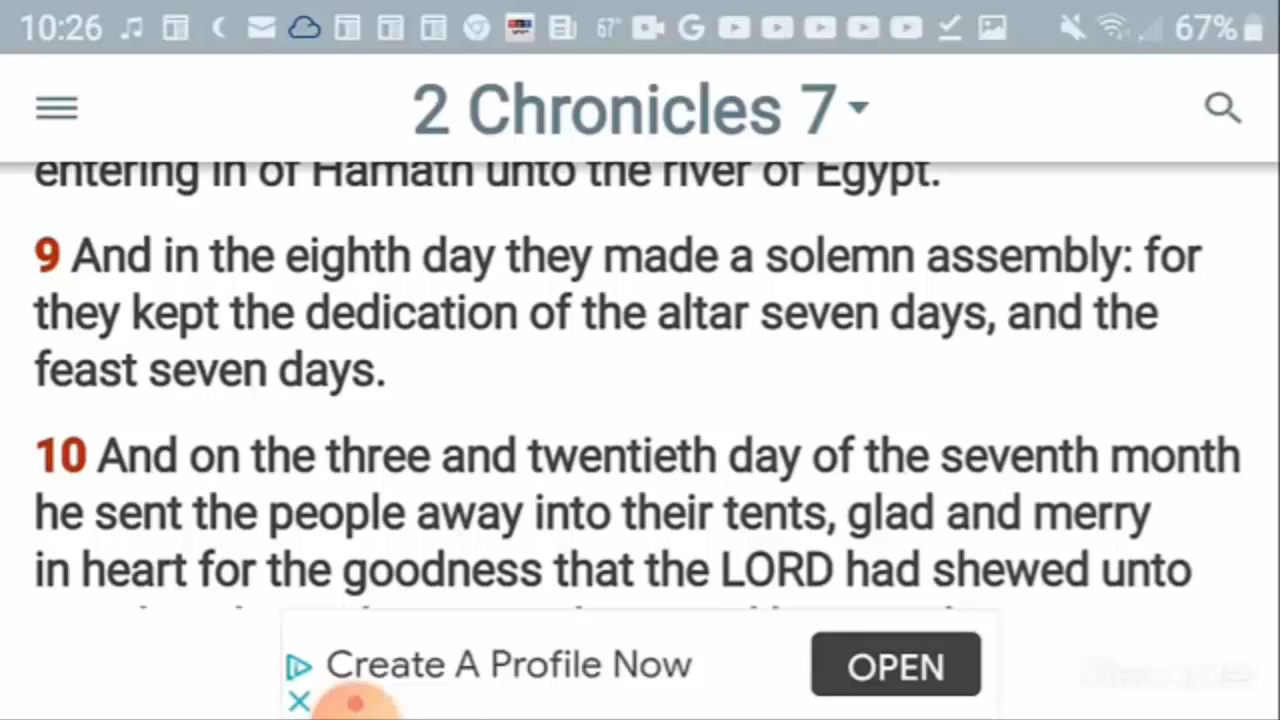 10:26 67° G 67%
2 Chronicles 7
entering in of Hamath unto the river of Egypt.
9 And in the eighth day they made a solemn assembly: for
they kept the dedication of the altar seven days, and the
feast seven days.
10 And on the three and twentieth day of the seventh month
he sent the people away into their tents, glad and merry
in heart for the goodness that the LORD had shewed unto
Create A Profile Now
OPEN